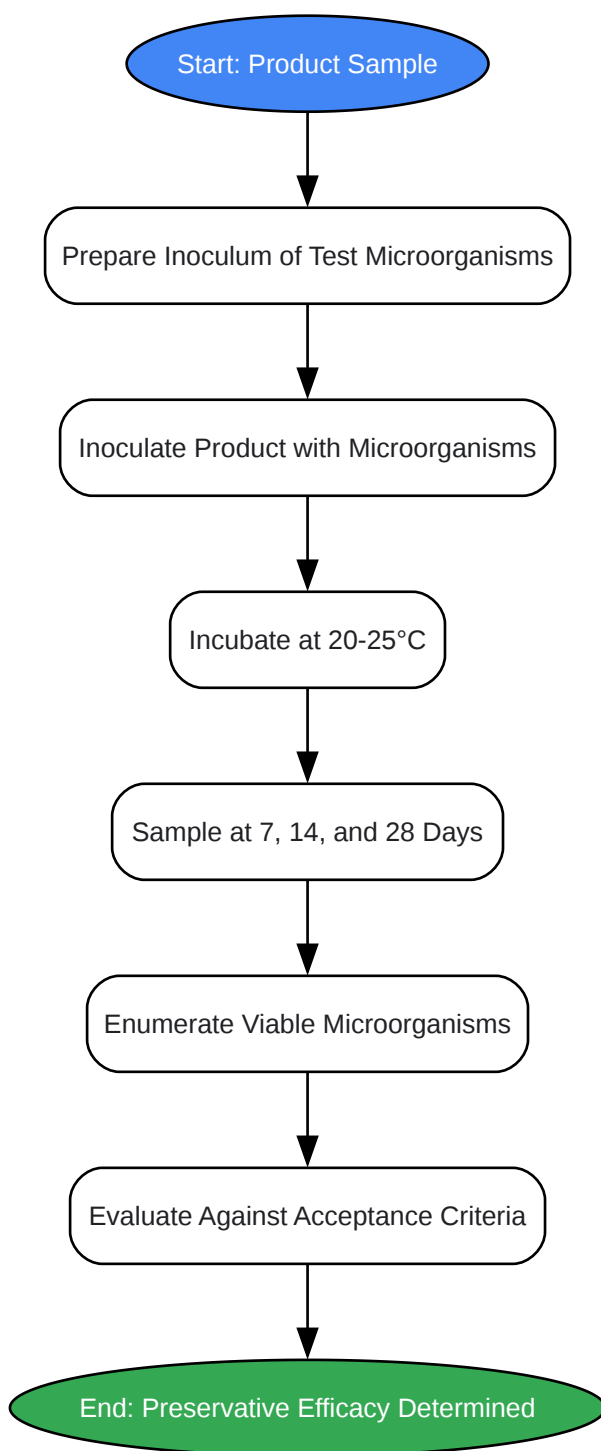 Start: Product Sample
Prepare Inoculum of Test Microorganisms
Inoculate Product with Microorganisms
Incubate at 20-25°C
Sample at 7, 14, and 28 Days
Enumerate Viable Microorganisms
Evaluate Against Acceptance Criteria
End: Preservative Efficacy Determined